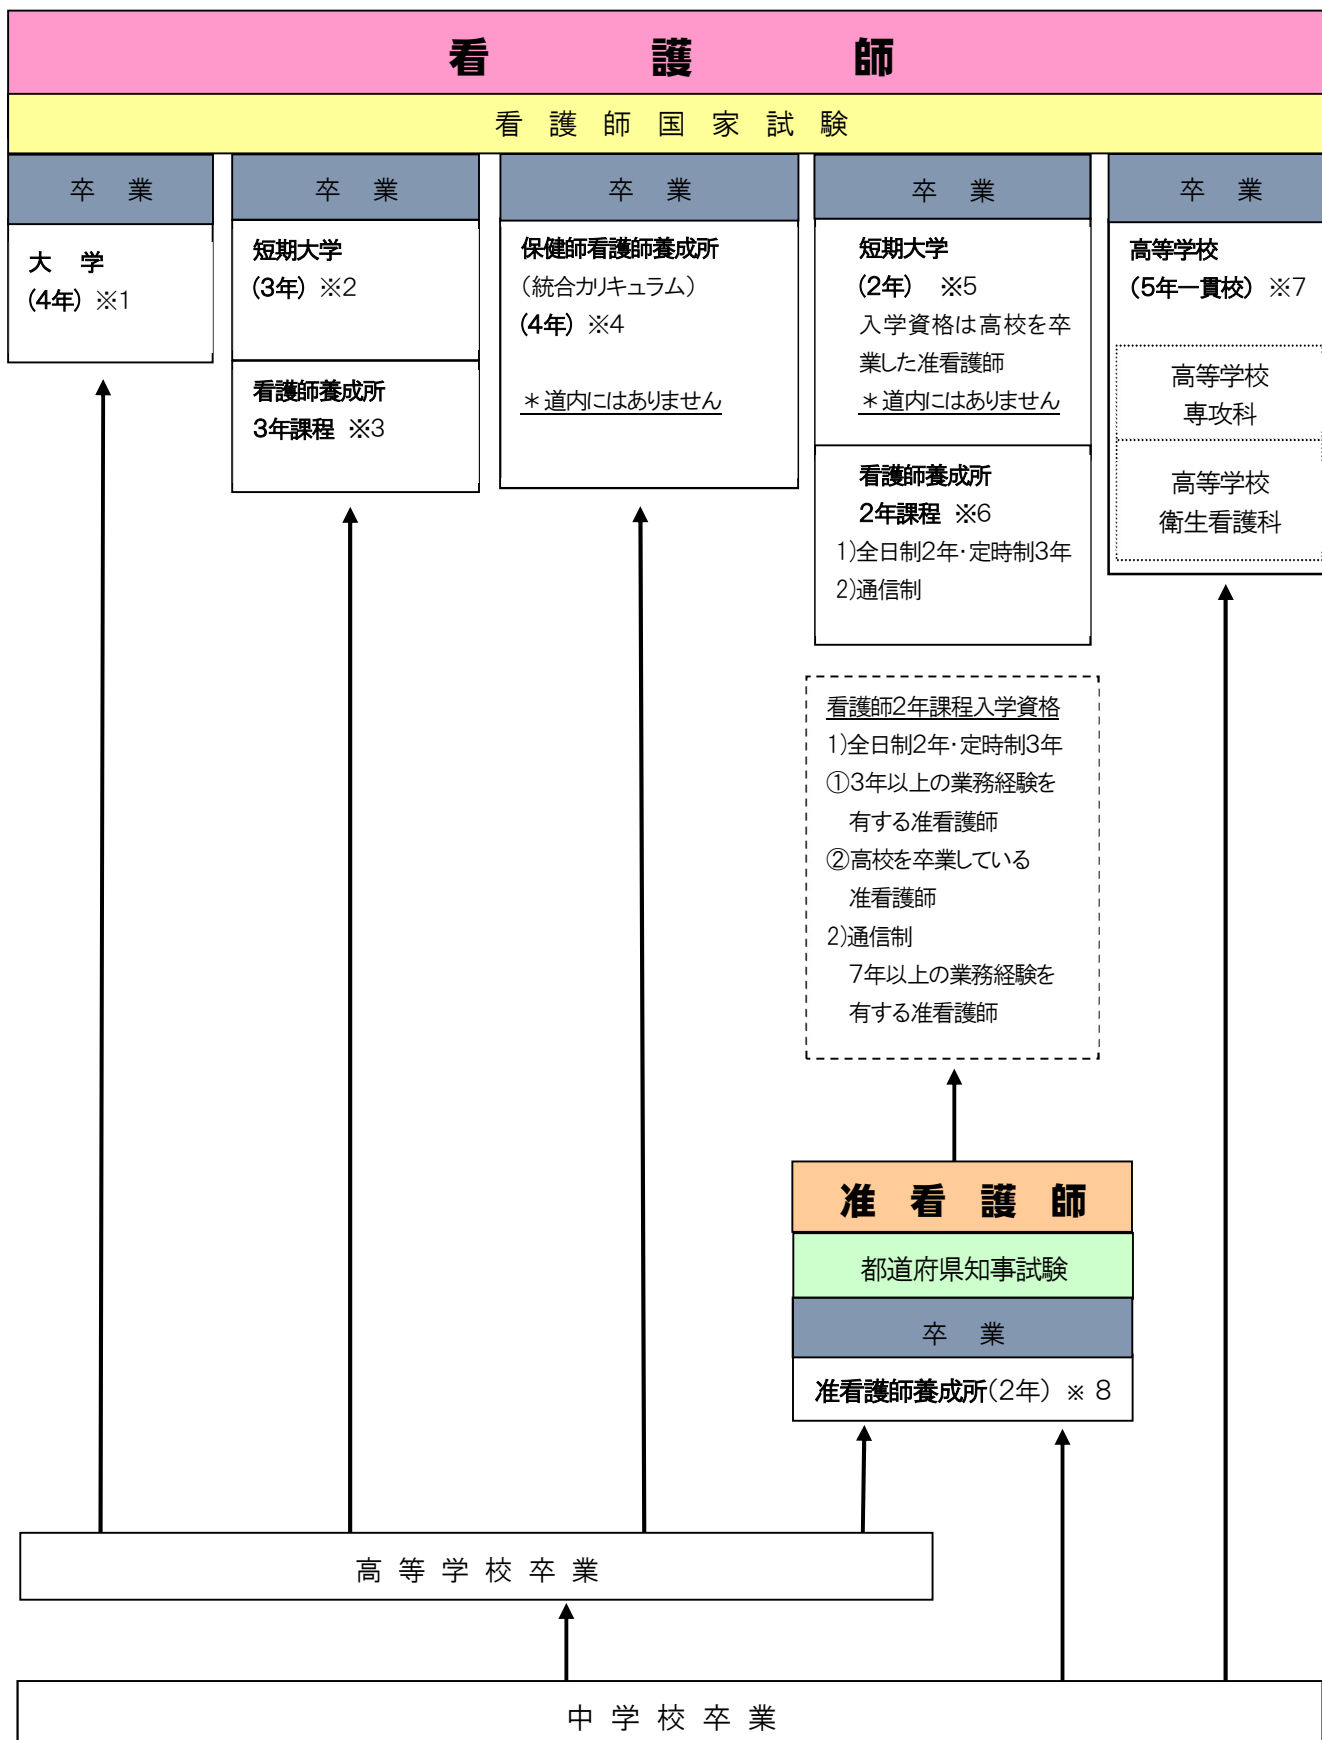 看護師
看護師国家試験
卒業
大学
(4年) ※1
卒業
短期大学
(3年) ※2
看護師養成所
3年課程 ※3
卒業
保健師看護師養成所
(統合カリキュラム)
(4年) ※4
＊道内にはありません
卒業
短期大学
(2年) ※5
入学資格は高校を卒
業した准看護師
＊道内にはありません
看護師養成所
2年課程 ※6
1)全日制2年・定時制3年
2)通信制
卒業
高等学校
(5年一貫校) ※7
高等学校
専攻科
高等学校
衛生看護科
看護師2年課程入学資格
1)全日制2年・定時制3年
①3年以上の業務経験を
有する准看護師
②高校を卒業している
准看護師
2)通信制
7年以上の業務経験を
有する准看護師
准看護師
都道府県知事試験
卒業
准看護師養成所(2年) ※ 8
高等学校卒業
中学校卒業